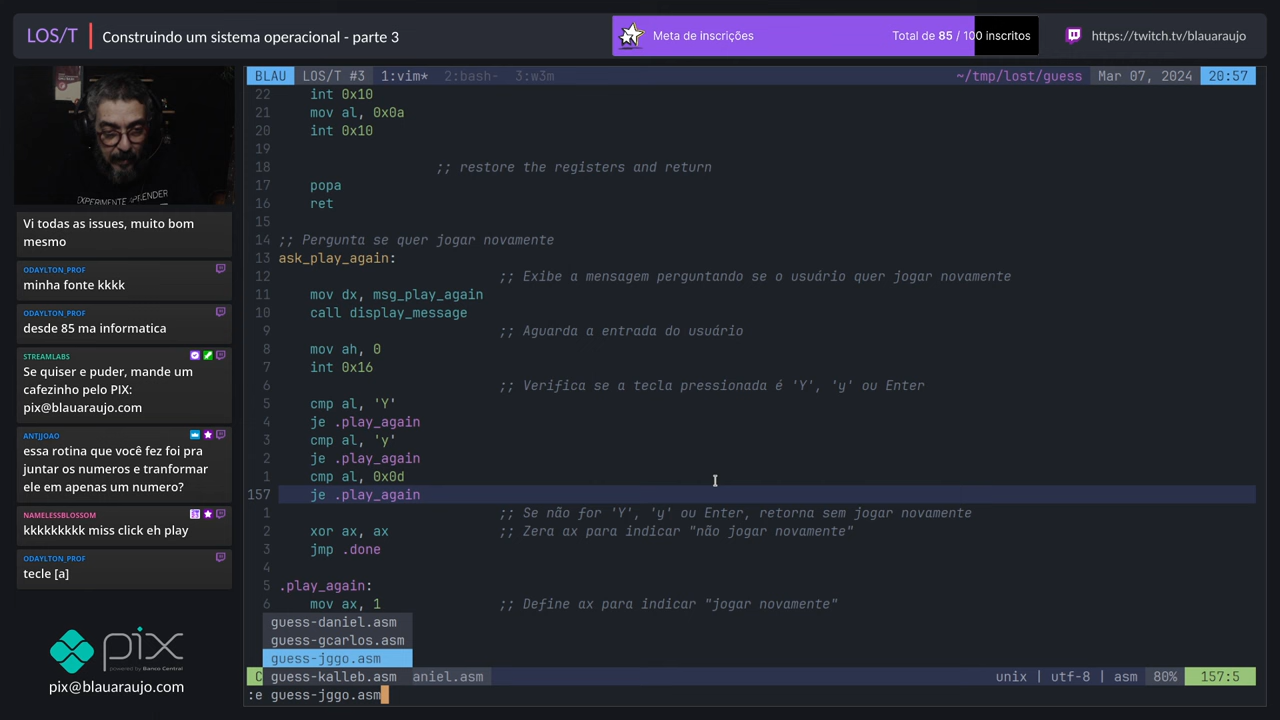 LOS/T Construindo um sistema operacional - parte 3
Meta de inscrições Total de 85 / 100 inscritos
https://twitch.tv/blauaraujo
EXPERIMENTE APRENDER
Vi todas as issues, muito bom
mesmo
ODAYLTON_PROF
minha fonte kkkk
ODAYLTON_PROF
desde 85 ma informatica
STREAMLABS
Se quiser e puder, mande um
cafezinho pelo PIX:
pix@blauaraujo.com
ANTJJOAO
essa rotina que você fez foi pra
juntar os numeros e tranformar
ele em apenas um numero?
NAMELESSBLOSSOM
kkkkkkkkk miss click eh play
ODAYLTON_PROF
tecle [a]
pix
powered by Banco Central
pix@blauaraujo.com
BLAU LOS/T #3 1:vim* 2:bash- 3:w3m ~/tmp/lost/guess Mar 07, 2024 20:57
22 int 0x10
21 mov al, 0x0a
20 int 0x10
19
18 ;; restore the registers and return
17 popa
16 ret
15
14 ;; Pergunta se quer jogar novamente
13 ask_play_again:
12 ;; Exibe a mensagem perguntando se o usuário quer jogar novamente
11 mov dx, msg_play_again
10 call display_message
9 ;; Aguarda a entrada do usuário
8 mov ah, 0
7 int 0x16
6 ;; Verifica se a tecla pressionada é 'Y', 'y' ou Enter
5 cmp al, 'Y'
4 je .play_again
3 cmp al, 'y'
2 je .play_again
1 cmp al, 0x0d
157 je .play_again
1 ;; Se não for 'Y', 'y' ou Enter, retorna sem jogar novamente
2 xor ax, ax ;; Zera ax para indicar "não jogar novamente"
3 jmp .done
4
5 .play_again:
6 mov ax, 1 ;; Define ax para indicar "jogar novamente"
guess-daniel.asm
guess-gcarlos.asm
guess-jggo.asm
C guess-kalleb.asm aniel.asm unix | utf-8 | asm 80% 157:5
:e guess-jggo.asm